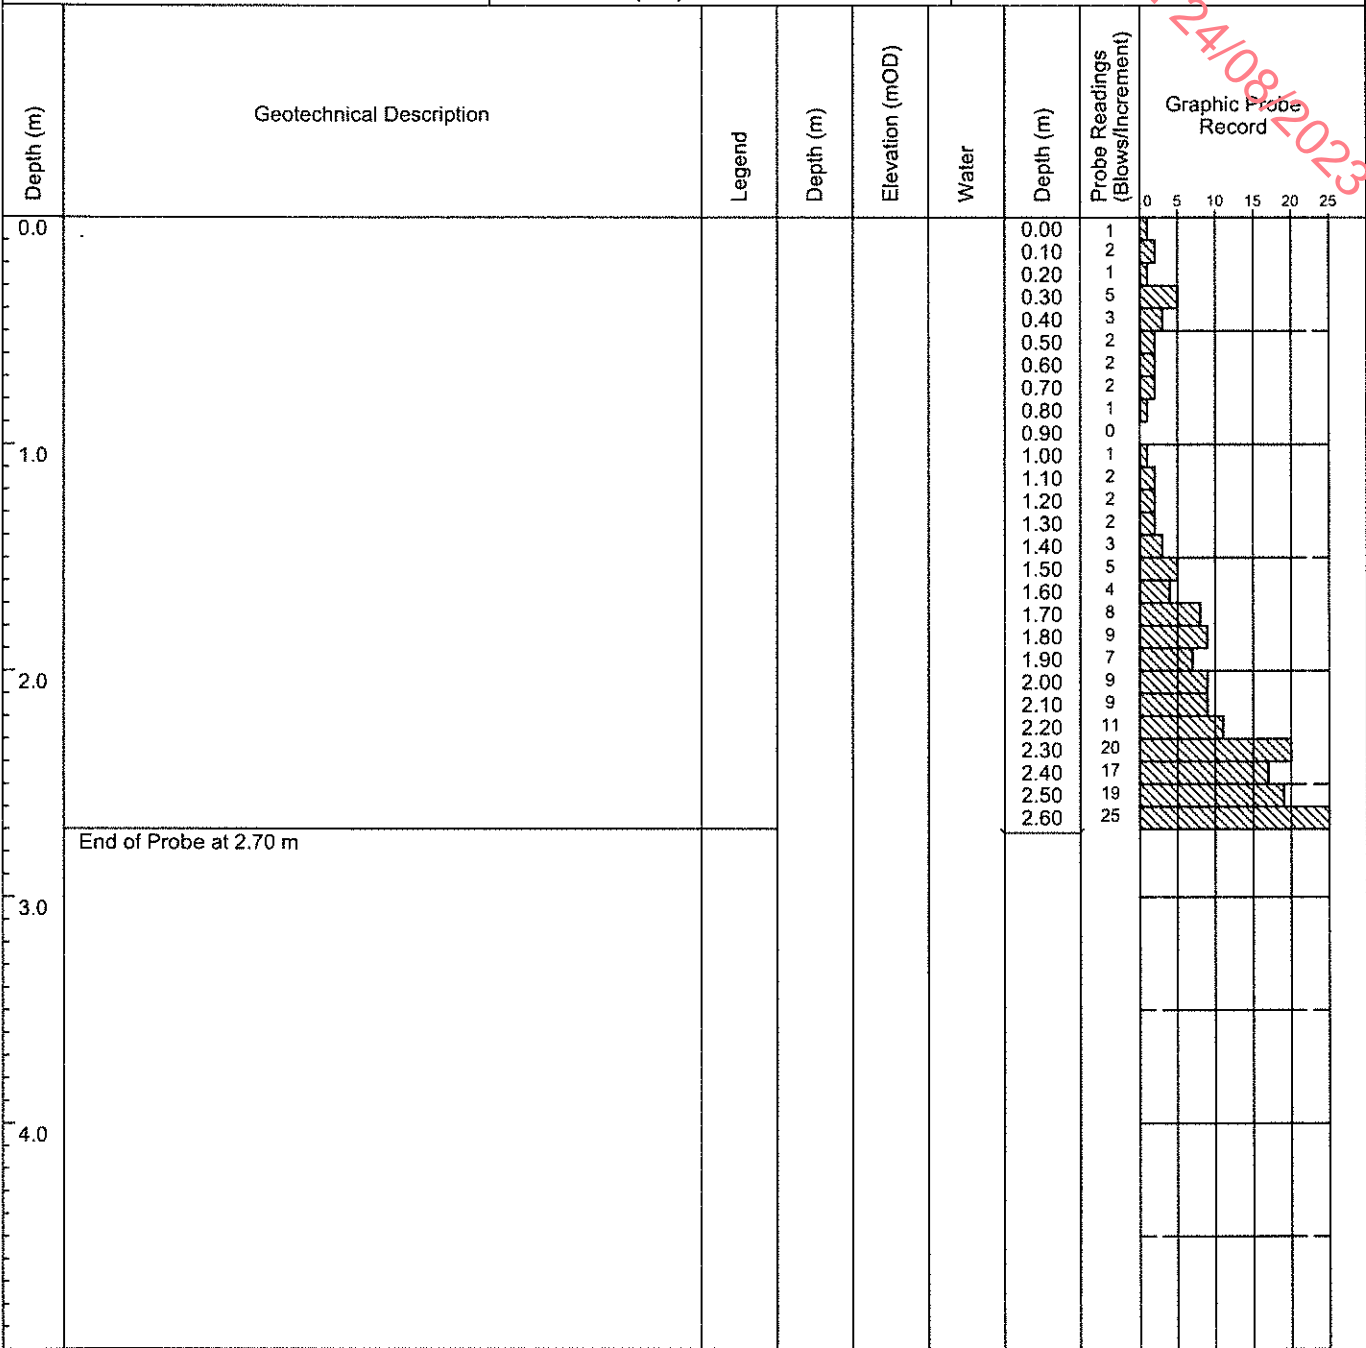 24/08/2023
Depth (m)
Geotechnical Description
Legend
Depth (m)
Elevation (mOD)
Water
Depth (m)
Probe Readings
(Blows/Increment)
Graphic Probe
Record
0 5 10 15 20 25
0.0
0.00 1
0.10 2
0.20 1
0.30 5
0.40 3
0.50 2
0.60 2
0.70 2
0.80 1
0.90 0
1.0
1.00 1
1.10 2
1.20 2
1.30 2
1.40 3
1.50 5
1.60 4
1.70 8
1.80 9
1.90 7
2.0
2.00 9
2.10 9
2.20 11
2.30 20
2.40 17
2.50 19
2.60 25
End of Probe at 2.70 m
3.0
4.0